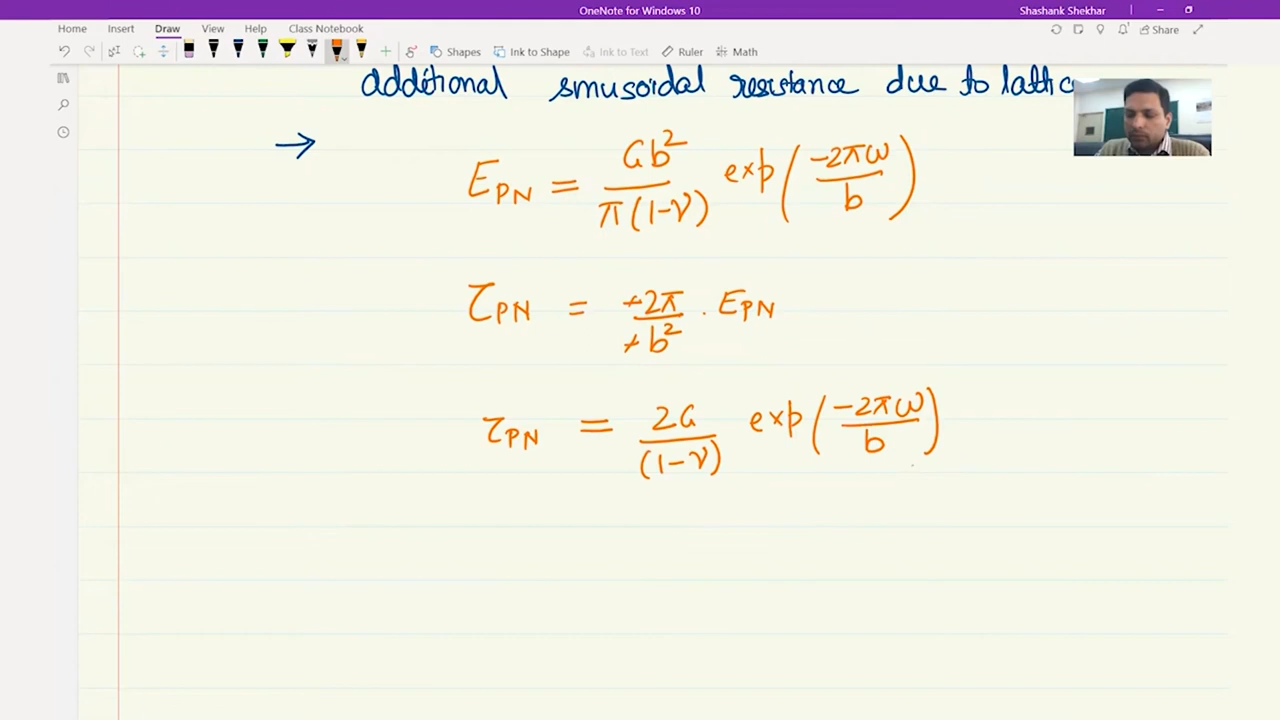 OneNote for Windows 10
Shashank Shekhar
Home Insert Draw View Help Class Notebook
Share
Shapes Ink to Shape Ink to Text Ruler Math
additional sinusoidal resistance due to lattic
→ E_PN = Gb² / π(1-ν) exp(-2πω / b)
τ_PN = +2π / +b² . E_PN
τ_PN = 2G / (1-ν) exp(-2πω / b)